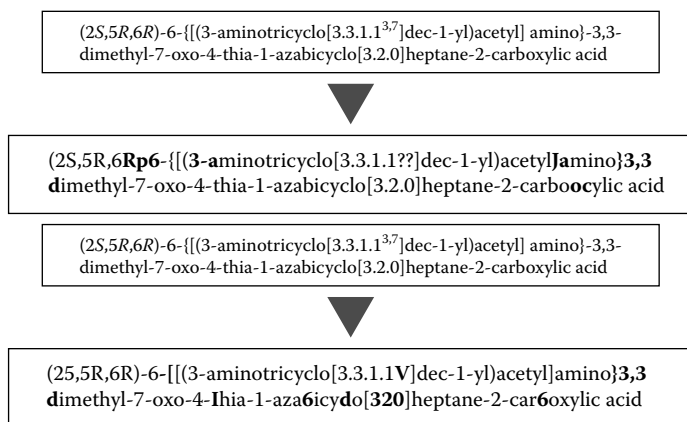 (2S,5R,6R)-6-{[(3-aminotricyclo[3.3.1.1³,⁷]dec-1-yl)acetyl] amino}-3,3-
dimethyl-7-oxo-4-thia-1-azabicyclo[3.2.0]heptane-2-carboxylic acid
(2S,5R,6Rp6-{[(3-aminotricyclo[3.3.1.1??]dec-1-yl)acetylJamino}3,3
dimethyl-7-oxo-4-thia-1-azabicyclo[3.2.0]heptane-2-carboocylic acid
(2S,5R,6R)-6-{[(3-aminotricyclo[3.3.1.1³,⁷]dec-1-yl)acetyl] amino}-3,3-
dimethyl-7-oxo-4-thia-1-azabicyclo[3.2.0]heptane-2-carboxylic acid
(25,5R,6R)-6-[[(3-aminotricyclo[3.3.1.1V]dec-1-yl)acetyl]amino}3,3
dimethyl-7-oxo-4-Ihia-1-aza6icydo[320]heptane-2-car6oxylic acid